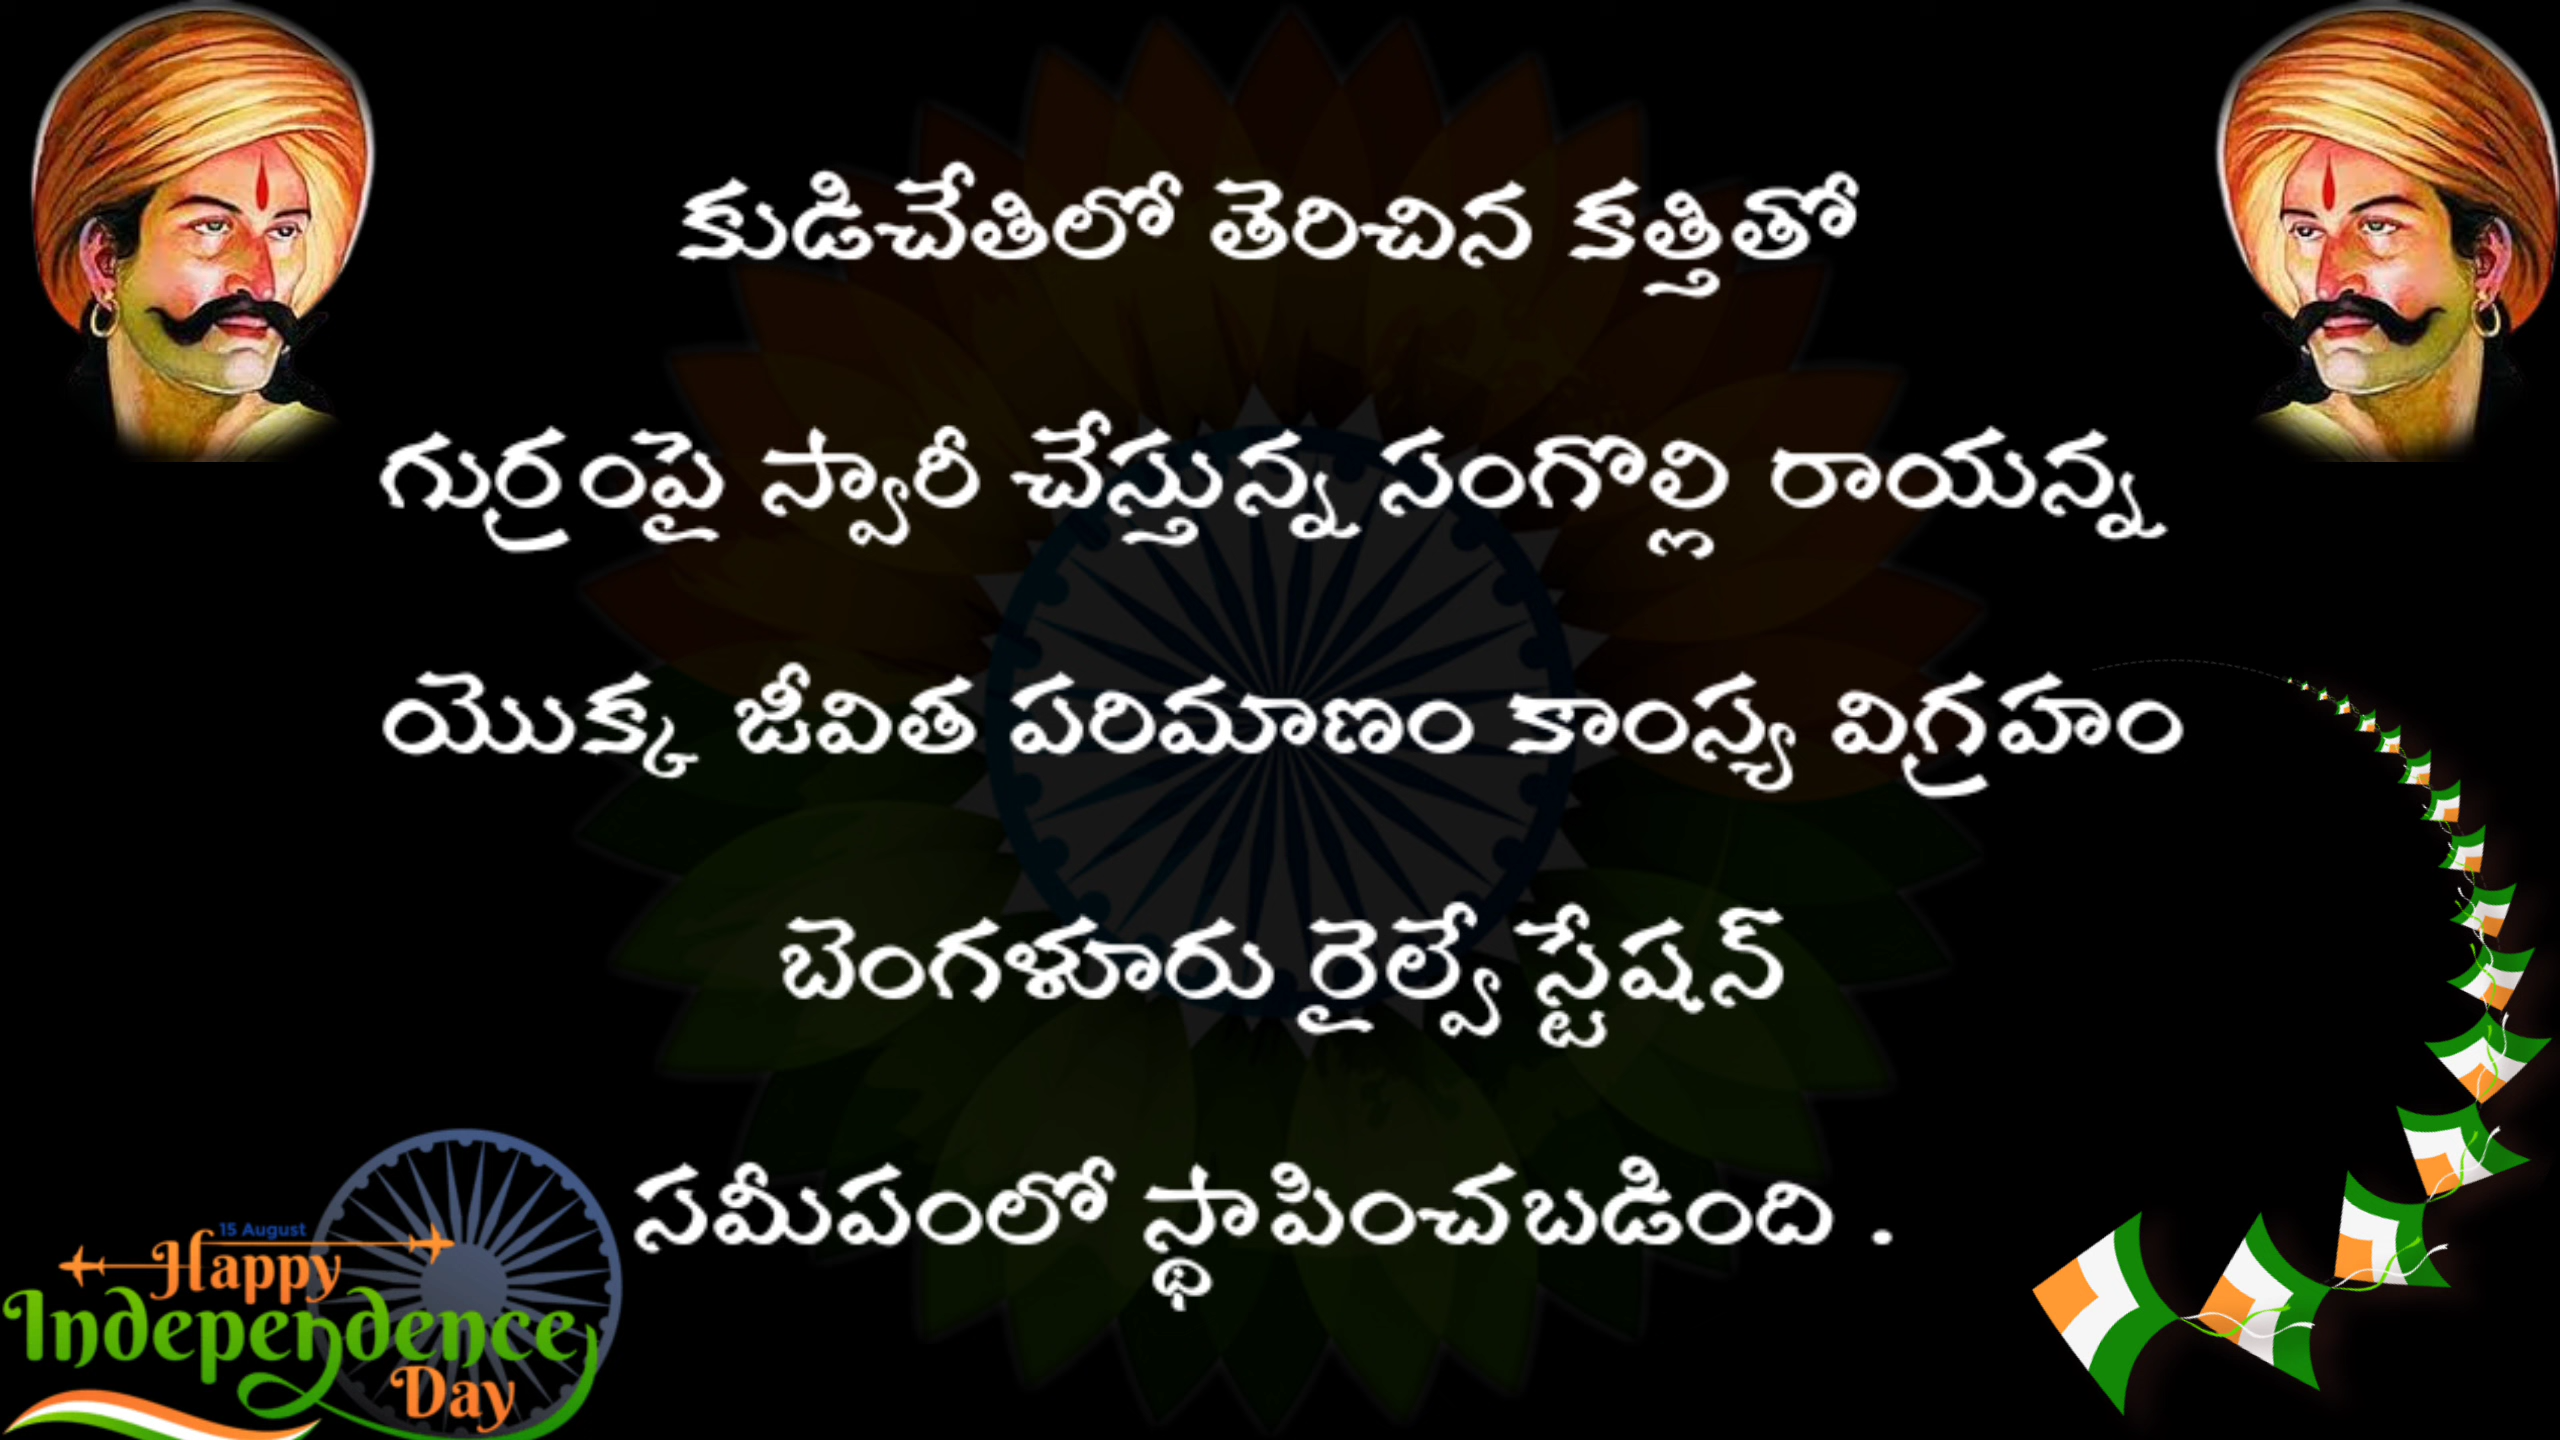 కుడిచేతిలో తెరిచిన కత్తితో
గుర్రంపై స్వారీ చేస్తున్న సంగొల్లి రాయన్న
యొక్క జీవిత పరిమాణం కాంస్య విగ్రహం
బెంగళూరు రైల్వే స్టేషన్
సమీపంలో స్థాపించబడింది .
15 August
Happy
Independence
Day